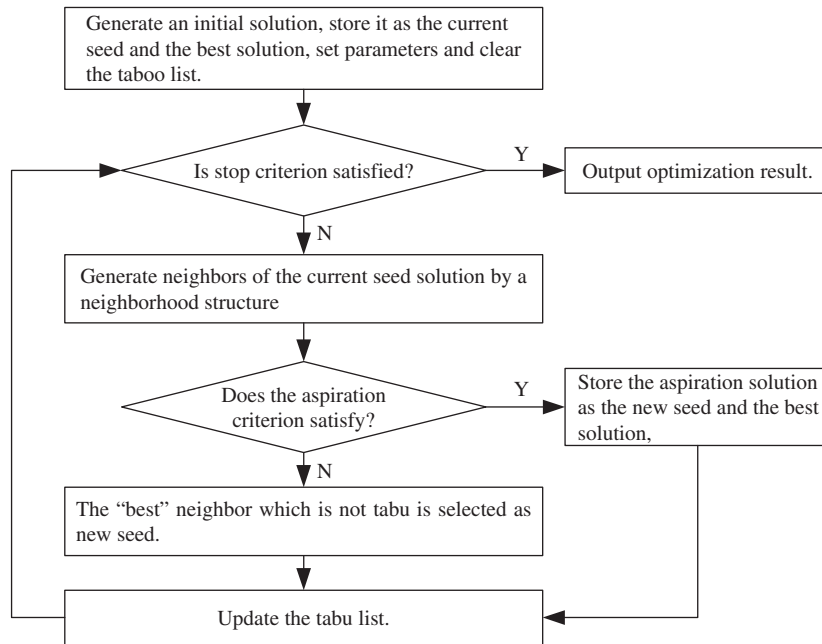 Generate an initial solution, store it as the current
seed and the best solution, set parameters and clear
the taboo list.
Is stop criterion satisfied?
Y
Output optimization result.
N
Generate neighbors of the current seed solution by a
neighborhood structure
Does the aspiration
criterion satisfy?
Y
Store the aspiration solution
as the new seed and the best
solution,
N
The “best” neighbor which is not tabu is selected as
new seed.
Update the tabu list.